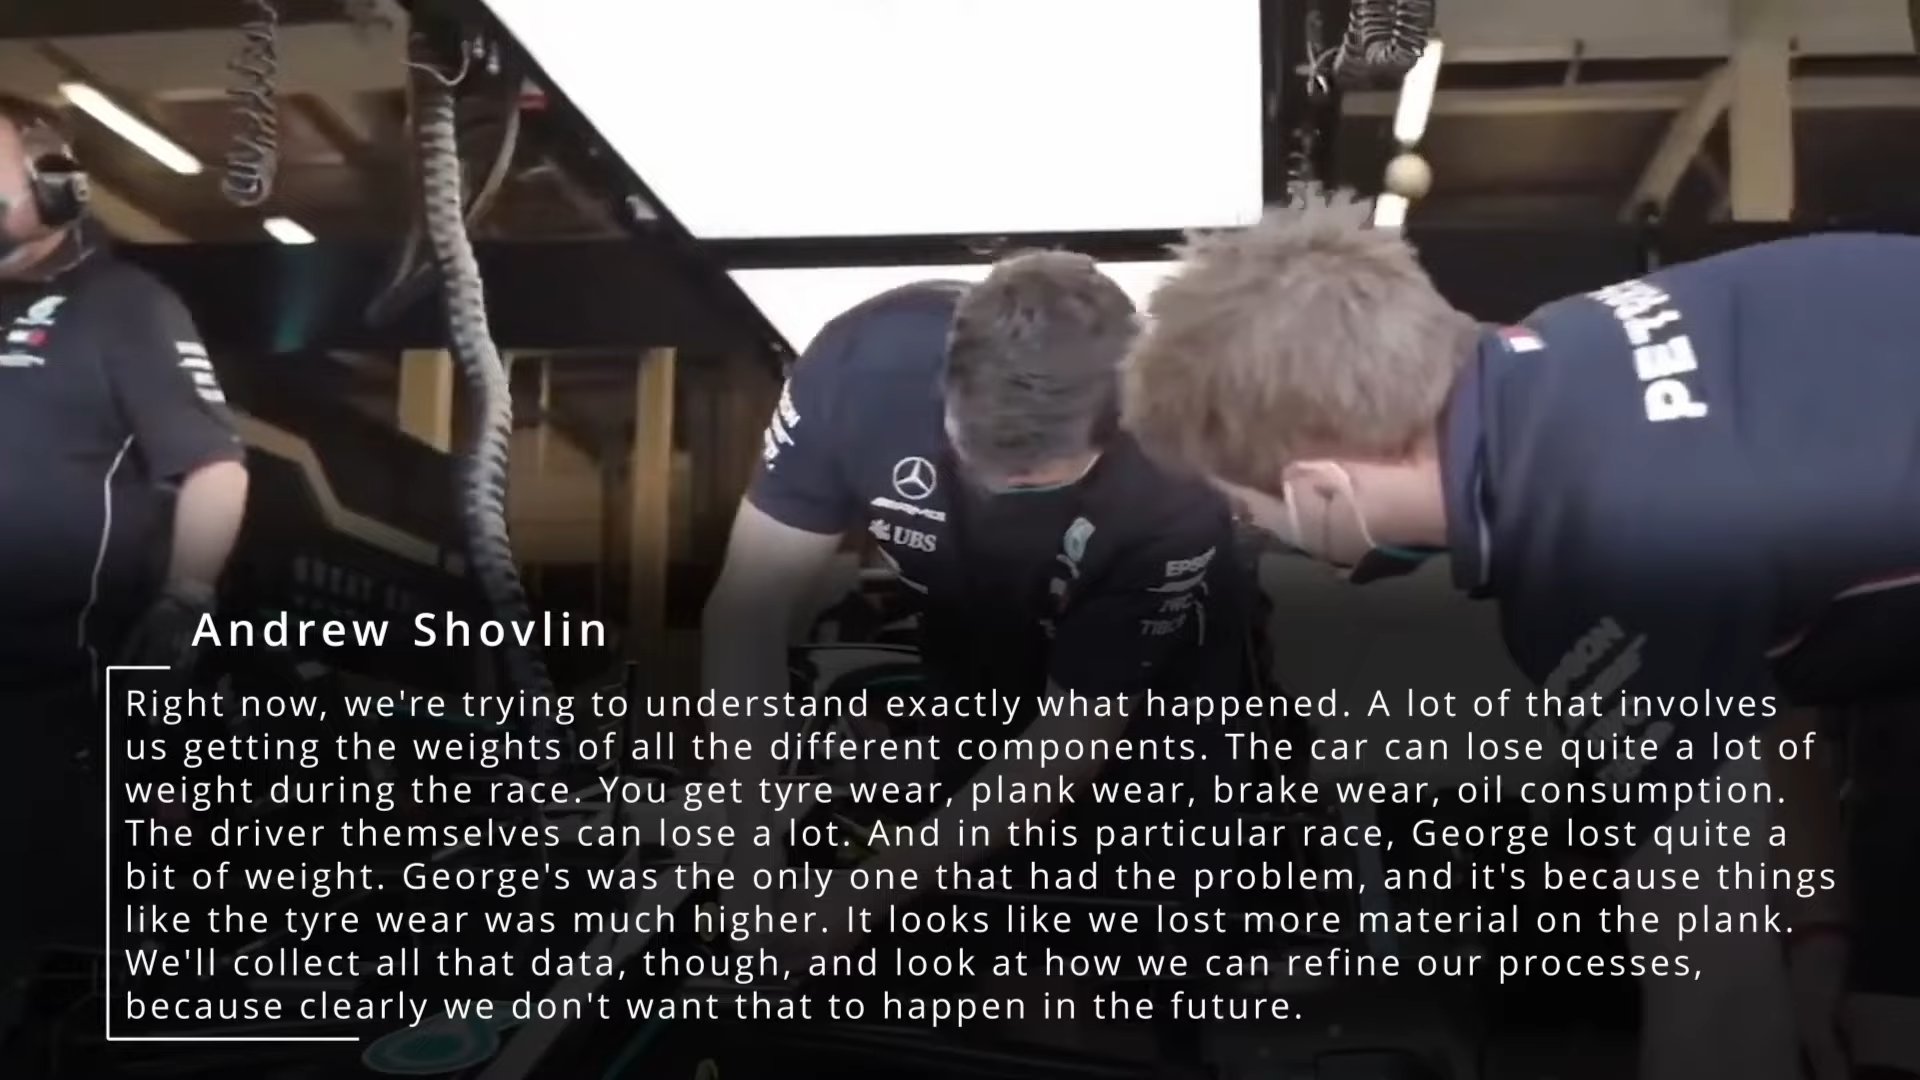 PE
UBS
EPSON
TIBCO
Andrew Shovlin
Right now, we're trying to understand exactly what happened. A lot of that involves
us getting the weights of all the different components. The car can lose quite a lot of
weight during the race. You get tyre wear, plank wear, brake wear, oil consumption.
The driver themselves can lose a lot. And in this particular race, George lost quite a
bit of weight. George's was the only one that had the problem, and it's because things
like the tyre wear was much higher. It looks like we lost more material on the plank.
We'll collect all that data, though, and look at how we can refine our processes,
because clearly we don't want that to happen in the future.